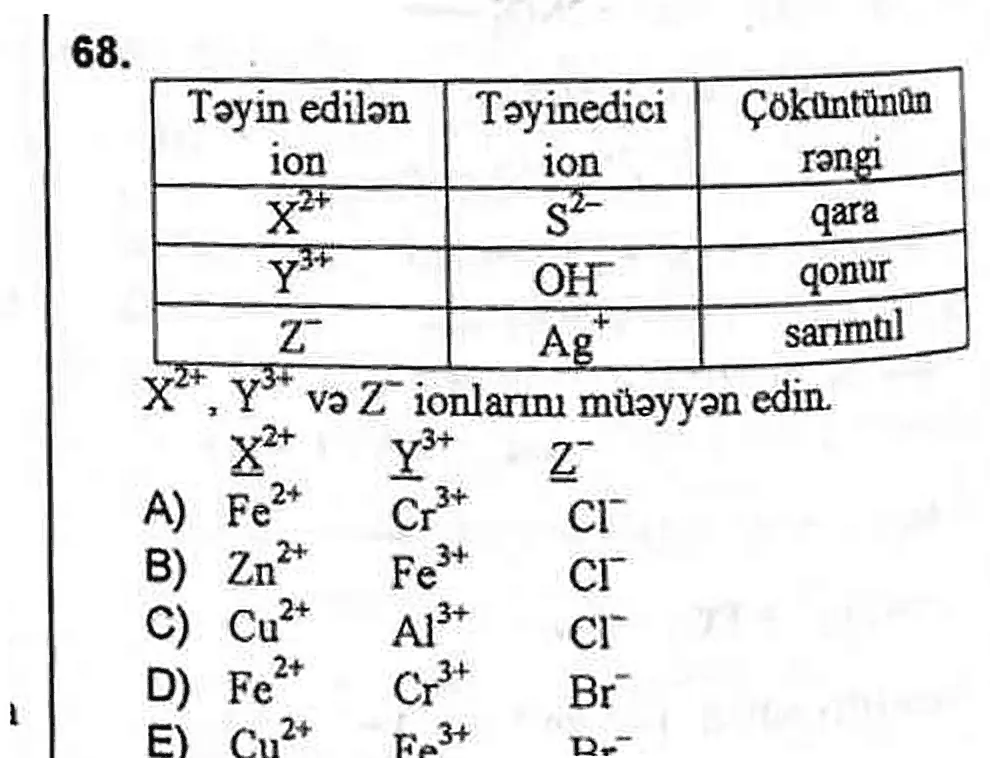 68.
Təyin edilən ion Təyinedici ion Çöküntünün rəngi
X²⁺ S²⁻ qara
Y³⁺ OH⁻ qonur
Z⁻ Ag⁺ sarımtıl
X²⁺, Y³⁺ və Z⁻ ionlarını müəyyən edin.
X²⁺ Y³⁺ Z⁻
A) Fe²⁺ Cr³⁺ Cl⁻
B) Zn²⁺ Fe³⁺ Cl⁻
C) Cu²⁺ Al³⁺ Cl⁻
D) Fe²⁺ Cr³⁺ Br⁻
E) Cu²⁺ Fe³⁺ Br⁻